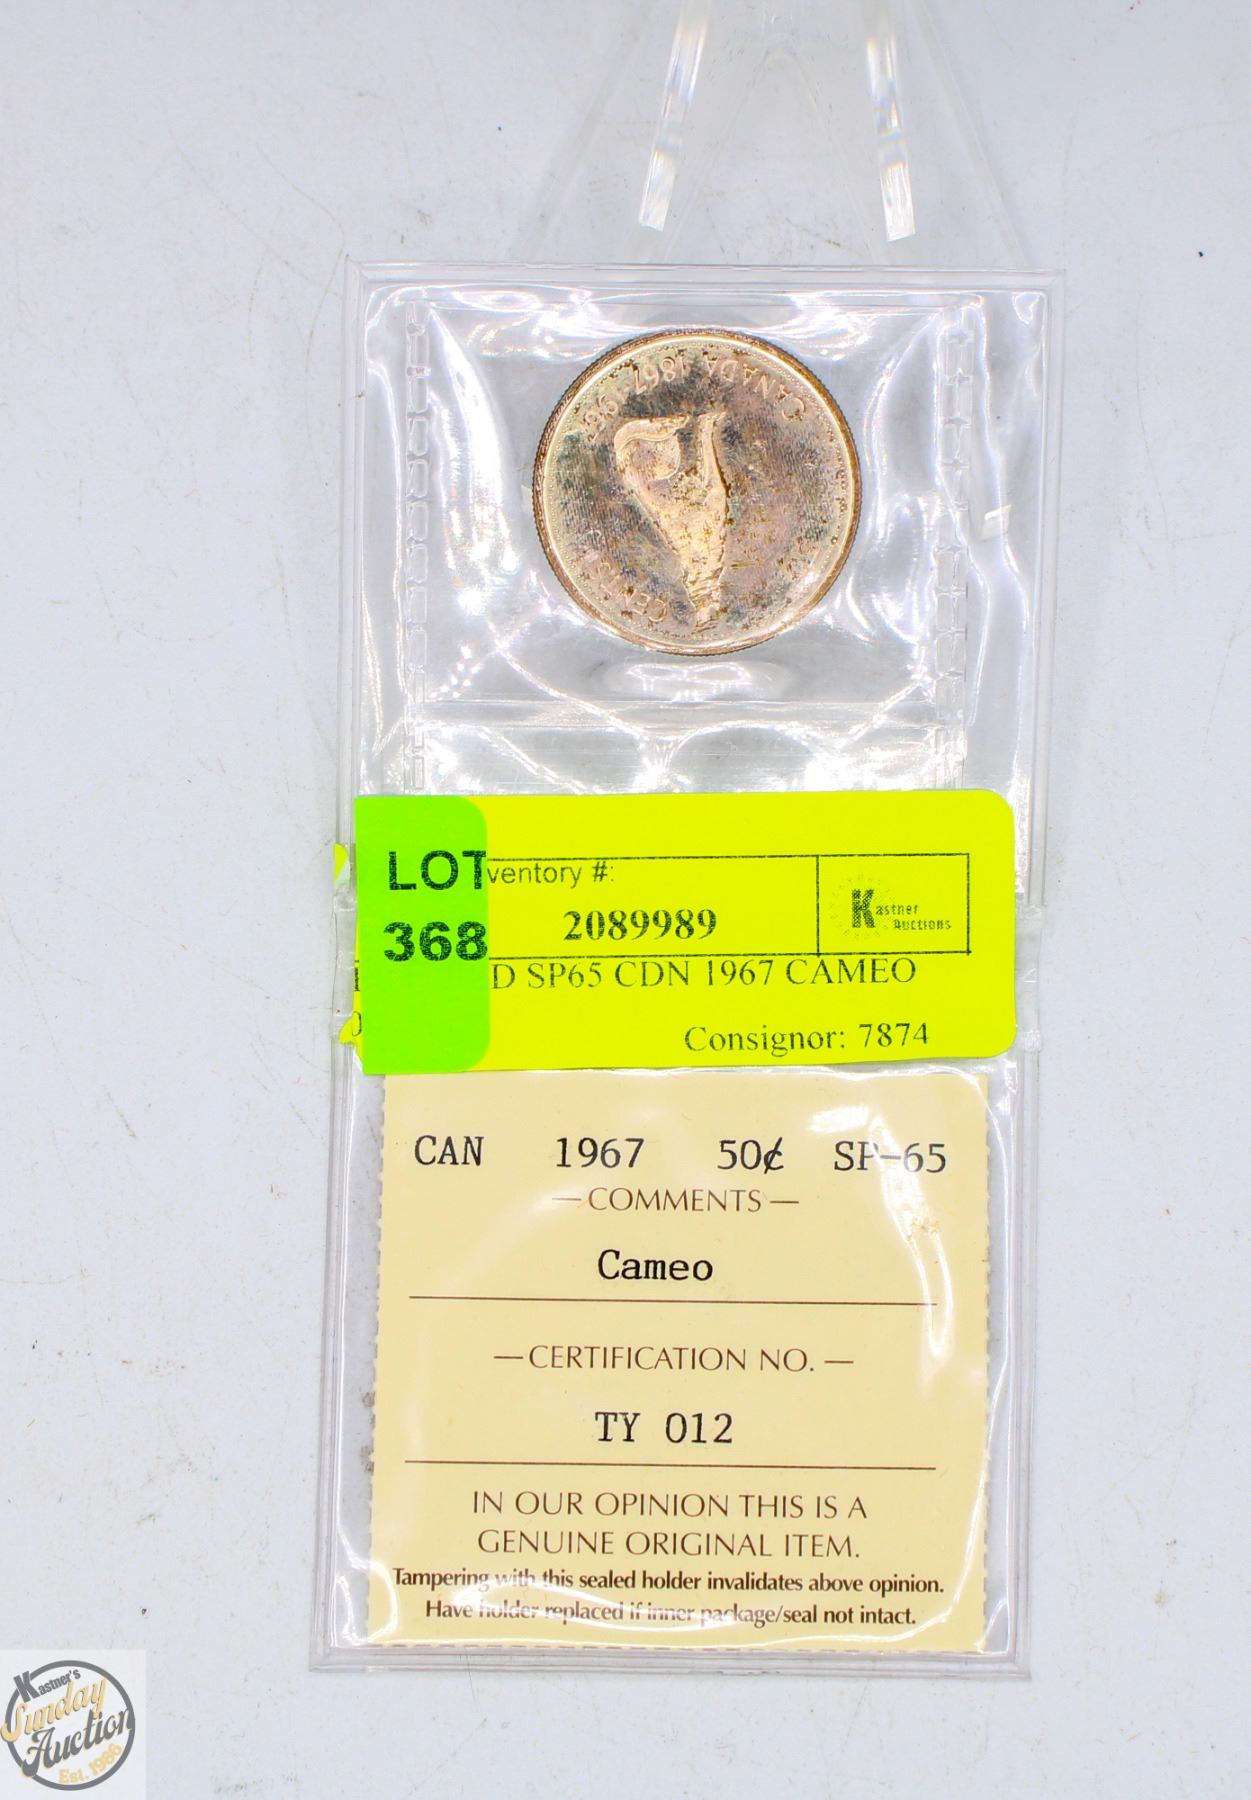 CANADA 1867-1967
CENTS
LOT
368
ventory #:
2089989
Kastner
Auctions
D SP65 CDN 1967 CAMEO
Consignor: 7874
CAN 1967 50¢ SP-65
—COMMENTS—
Cameo
—CERTIFICATION NO.—
TY 012
IN OUR OPINION THIS IS A
GENUINE ORIGINAL ITEM.
Tampering with this sealed holder invalidates above opinion.
Have holder replaced if inner package/seal not intact.
Kastner's
Sunday
Auction
Est. 1986